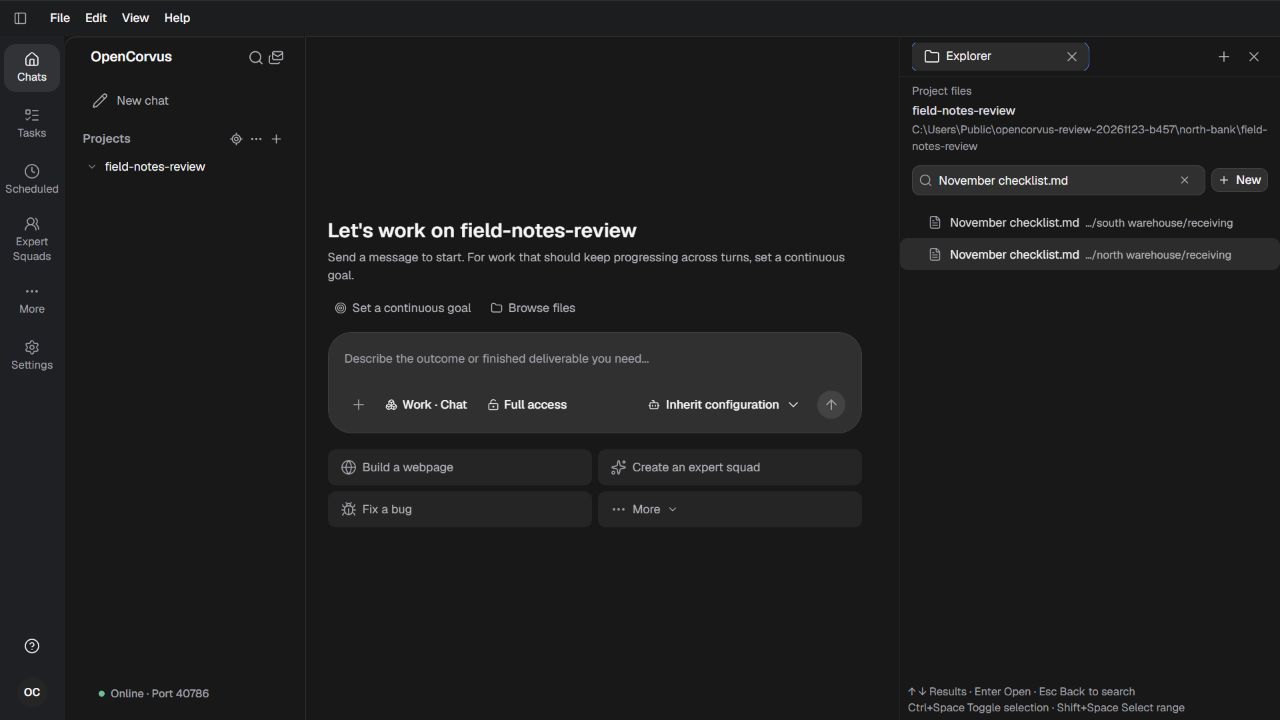 File Edit View Help
Chats
Tasks
Scheduled
Expert
Squads
More
Settings
OC
OpenCorvus
New chat
Projects
field-notes-review
Online · Port 40786
Let's work on field-notes-review
Send a message to start. For work that should keep progressing across turns, set a continuous
goal.
Set a continuous goal Browse files
Describe the outcome or finished deliverable you need...
Work · Chat Full access Inherit configuration
Build a webpage Create an expert squad
Fix a bug More
Explorer
Project files
field-notes-review
C:\Users\Public\opencorvus-review-20261123-b457\north-bank\field-
notes-review
November checklist.md New
November checklist.md .../south warehouse/receiving
November checklist.md .../north warehouse/receiving
↑↓ Results · Enter Open · Esc Back to search
Ctrl+Space Toggle selection · Shift+Space Select range